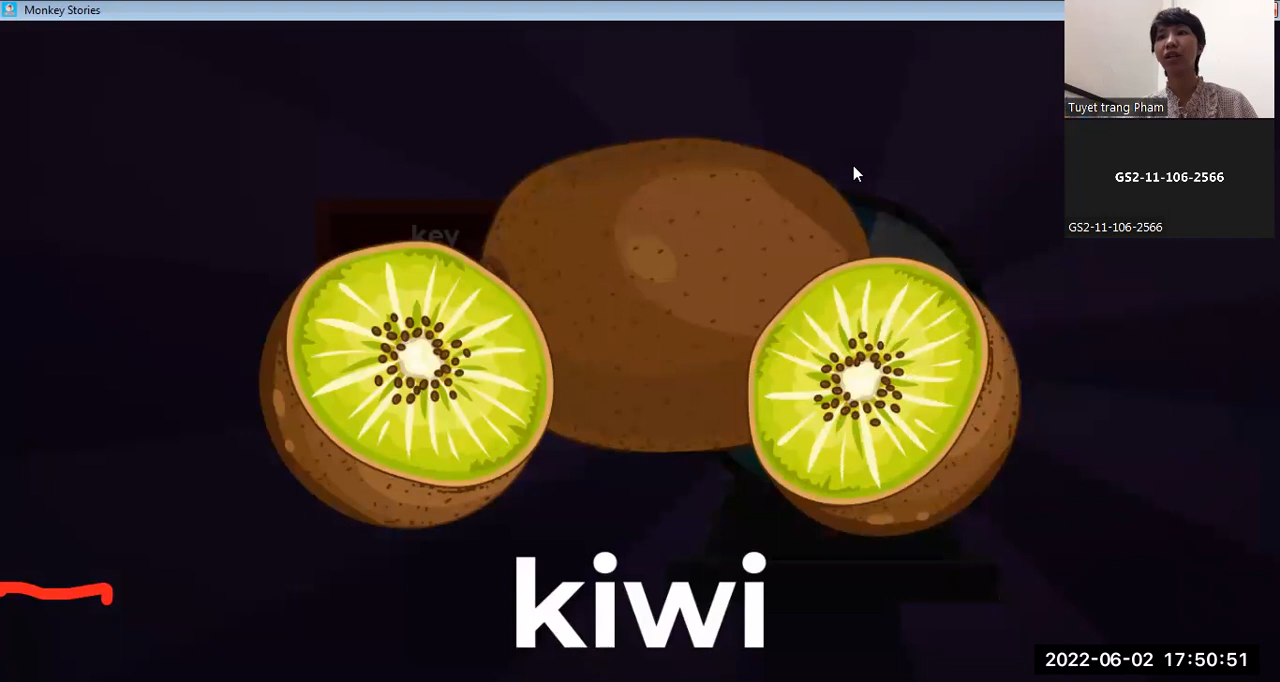 Monkey Stories
Tuyet trang Pham
GS2-11-106-2566
GS2-11-106-2566
key
kiwi
2022-06-02 17:50:51